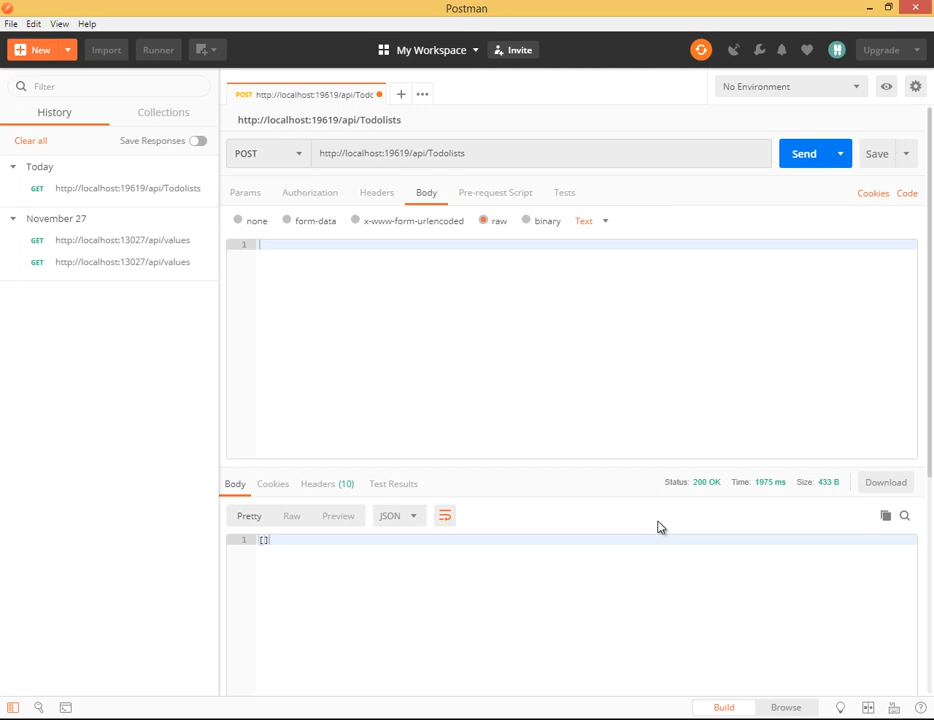 Postman
File Edit View Help
New Import Runner My Workspace Invite Upgrade
Filter
History Collections
Clear all Save Responses
Today
GET http://localhost:19619/api/Todolists
November 27
GET http://localhost:13027/api/values
GET http://localhost:13027/api/values
POST http://localhost:19619/api/Todc
No Environment
http://localhost:19619/api/Todolists
POST http://localhost:19619/api/Todolists Send Save
Params Authorization Headers Body Pre-request Script Tests Cookies Code
none form-data x-www-form-urlencoded raw binary Text
1
Body Cookies Headers (10) Test Results Status: 200 OK Time: 1975 ms Size: 433 B Download
Pretty Raw Preview JSON
1 []
Build Browse